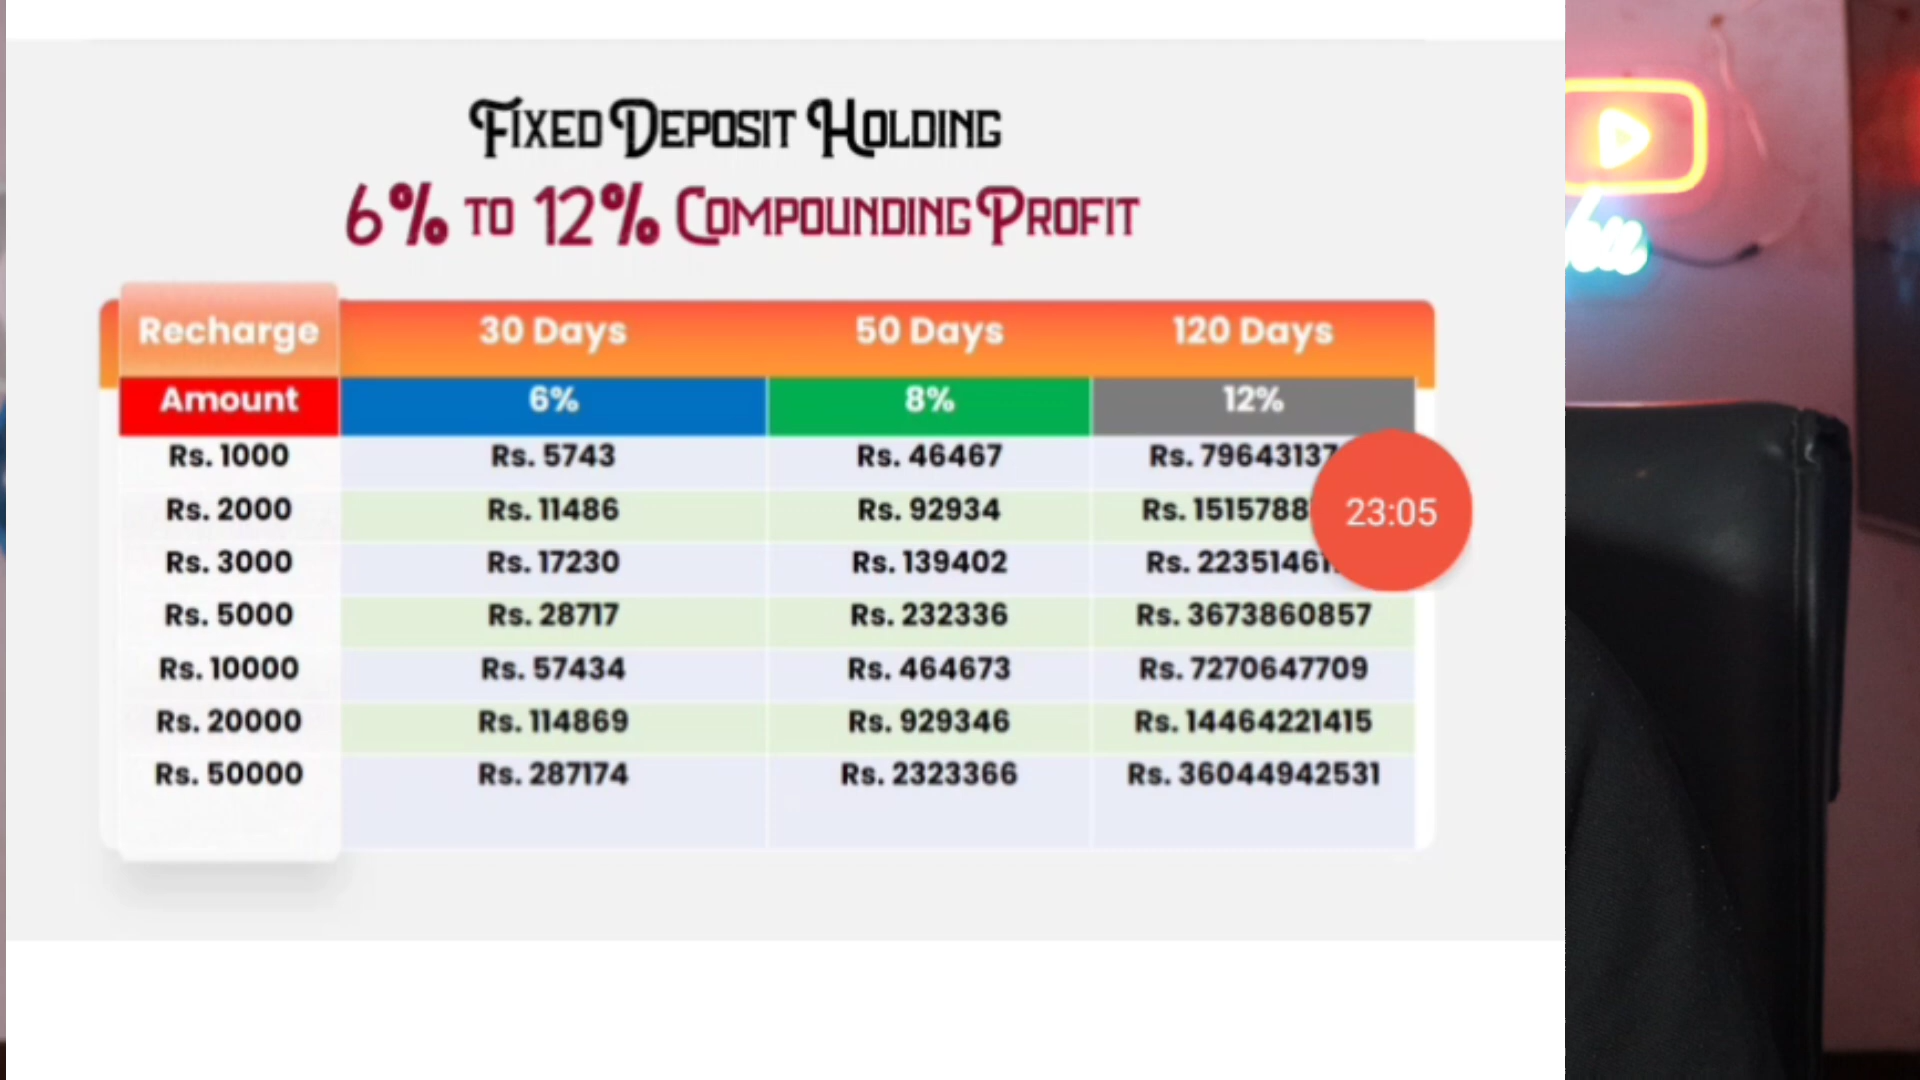 Fixed Deposit Holding
6% to 12% Compounding Profit
Recharge 30 Days 50 Days 120 Days
Amount 6% 8% 12%
Rs. 1000 Rs. 5743 Rs. 46467 Rs.
Rs. 2000 Rs. 11486 Rs. 92934 Rs.
Rs. 3000 Rs. 17230 Rs. 139402 Rs.
Rs. 5000 Rs. 28717 Rs. 232336 Rs. 3673860857
Rs. 10000 Rs. 57434 Rs. 464673 Rs. 7270647709
Rs. 20000 Rs. 114869 Rs. 929346 Rs. 14464221415
Rs. 50000 Rs. 287174 Rs. 2323366 Rs. 36044942531
23:05